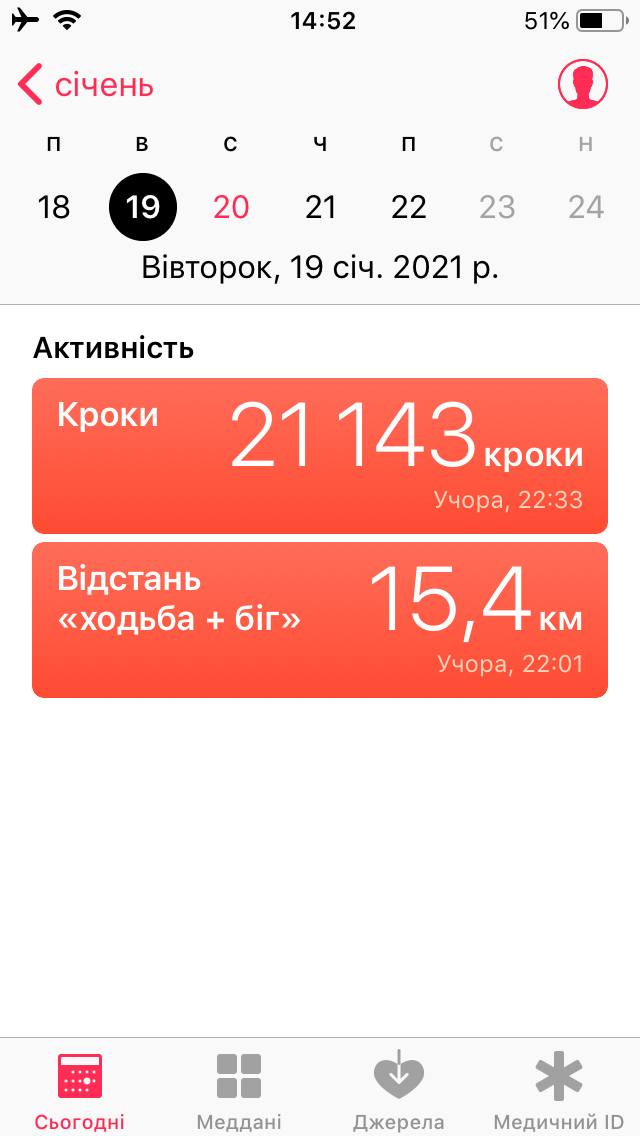 14:52
51%
січень
П В С Ч П С Н
18 19 20 21 22 23 24
Вівторок, 19 січ. 2021 р.
Активність
Кроки 21 143 кроки
Учора, 22:33
Відстань
«ходьба + біг» 15,4 км
Учора, 22:01
Сьогодні Меддані Джерела Медичний ID